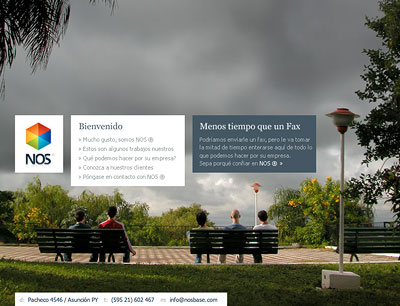 NOS
Bienvenido
» Mucho gusto, somos NOS
» Estos son algunos trabajos nuestros
» Qué podemos hacer por su empresa?
» Conozca a nuestros clientes
» Póngase en contacto con NOS
Menos tiempo que un Fax
Podríamos enviarle un fax, pero le va tomar
la mitad de tiempo enterarse aquí de todo lo
que podemos hacer por su empresa.
Sepa porqué confiar en NOS »
d: Pacheco 4546 / Asunción PY t: (595 21) 602 467 m: info@nosbase.com